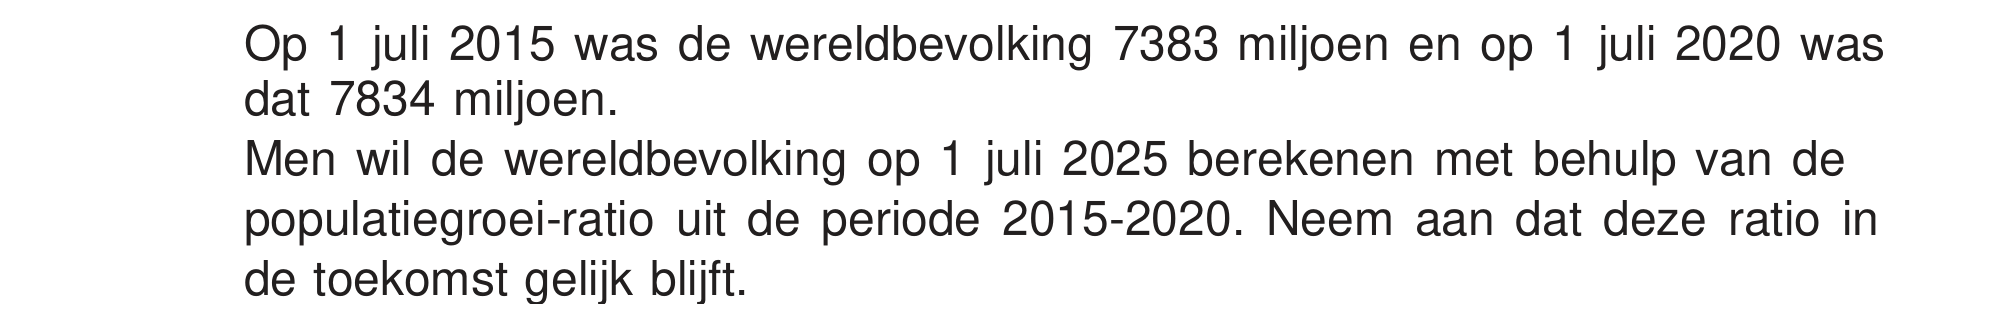 Op 1 juli 2015 was de wereldbevolking 7383 miljoen en op 1 juli 2020 was
dat 7834 miljoen.
Men wil de wereldbevolking op 1 juli 2025 berekenen met behulp van de
populatiegroei-ratio uit de periode 2015-2020. Neem aan dat deze ratio in
de toekomst gelijk blijft.